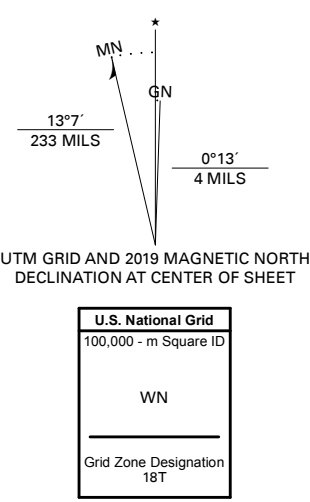 ★
MN
GN
13°7´
233 MILS
0°13´
4 MILS
UTM GRID AND 2019 MAGNETIC NORTH
DECLINATION AT CENTER OF SHEET
U.S. National Grid
100,000 - m Square ID
WN
Grid Zone Designation
18T